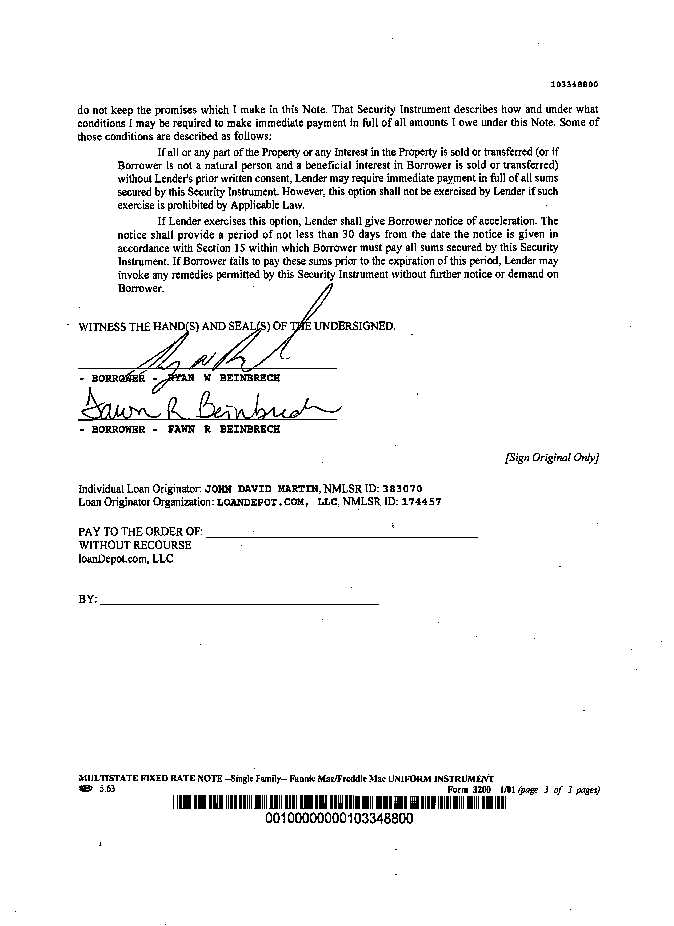 103348800
do not keep the promises which I make in this Note. That Security Instrument describes how and under what
conditions I may be required to make immediate payment in full of all amounts I owe under this Note. Some of
those conditions are described as follows:
If all or any part of the Property or any Interest in the Property is sold or transferred (or if
Borrower is not a natural person and a beneficial interest in Borrower is sold or transferred)
without Lender's prior written consent, Lender may require immediate payment in full of all sums
secured by this Security Instrument. However, this option shall not be exercised by Lender if such
exercise is prohibited by Applicable Law.
If Lender exercises this option, Lender shall give Borrower notice of acceleration. The
notice shall provide a period of not less than 30 days from the date the notice is given in
accordance with Section 15 within which Borrower must pay all sums secured by this Security
Instrument. If Borrower fails to pay these sums prior to the expiration of this period, Lender may
invoke any remedies permitted by this Security Instrument without further notice or demand on
Borrower.
WITNESS THE HAND(S) AND SEAL(S) OF THE UNDERSIGNED.
- BORROWER - RYAN W BEINBRECH
Fawn R Beinbrech
- BORROWER - FAWN R BEINBRECH
[Sign Original Only]
Individual Loan Originator: JOHN DAVID MARTIN, NMLSR ID: 383070
Loan Originator Organization: LOANDEPOT.COM, LLC, NMLSR ID: 174457
PAY TO THE ORDER OF:
WITHOUT RECOURSE
loanDepot.com, LLC
BY:
MULTISTATE FIXED RATE NOTE -Single Family- Fannie Mae/Freddie Mac UNIFORM INSTRUMENT
5.63 Form 3200 1/01 (page 3 of 3 pages)
00100000000103348800